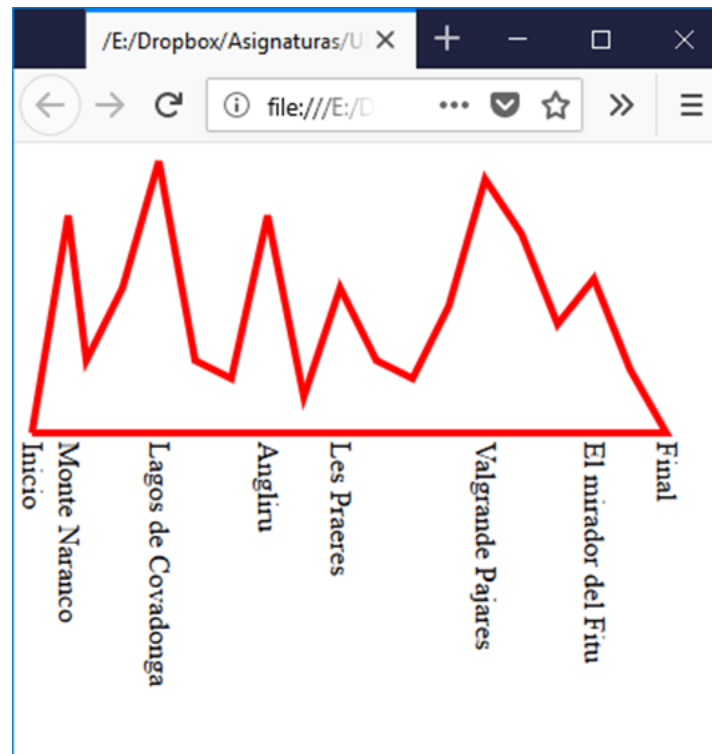 /E:/Dropbox/Asignaturas/U
file:///E:/D
Inicio
Monte Naranco
Lagos de Covadonga
Angliru
Les Praeres
Valgrande Pajares
El mirador del Fitu
Final